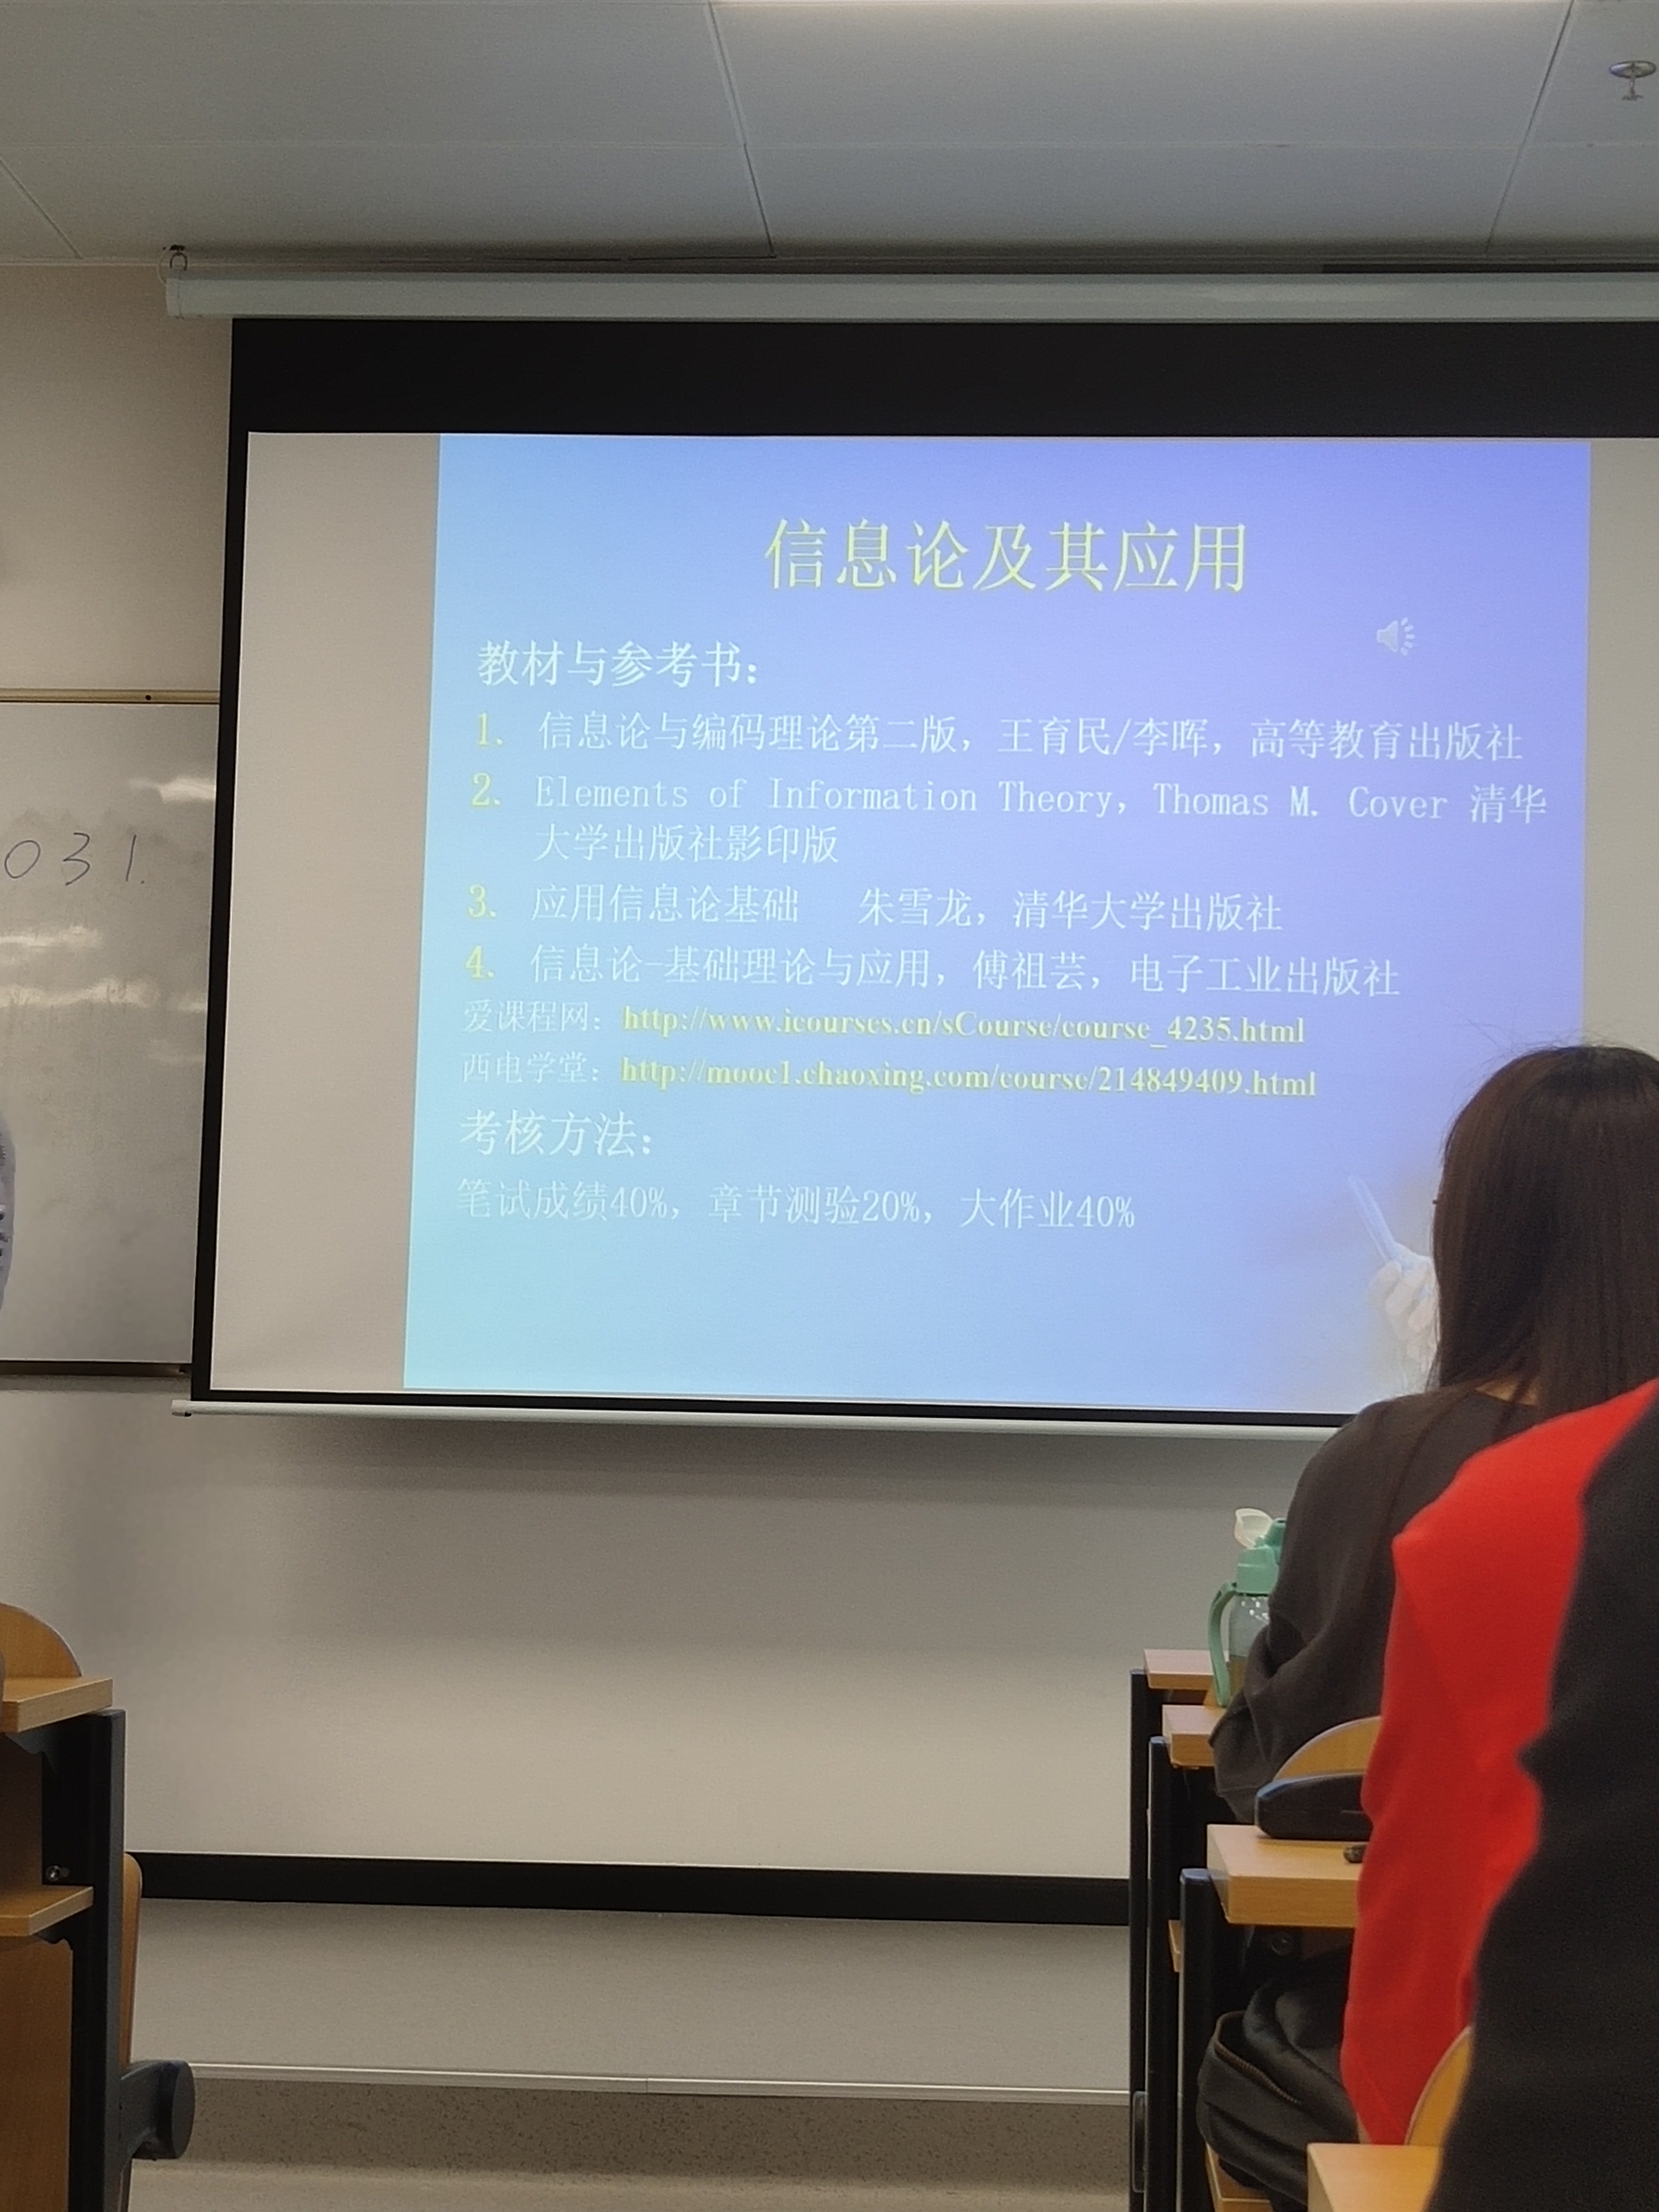 信息论及其应用
教材与参考书:
1. 信息论与编码理论第二版, 王育民/李晖, 高等教育出版社
2. Elements of Information Theory, Thomas M. Cover 清华
大学出版社影印版
3. 应用信息论基础 朱雪龙, 清华大学出版社
4. 信息论-基础理论与应用, 傅祖芸, 电子工业出版社
爱课程网: http://www.icourses.cn/sCourse/course_4235.html
西电学堂: http://mooc1.chaoxing.com/course/214849409.html
考核方法:
笔试成绩40%, 章节测验20%, 大作业40%
031.